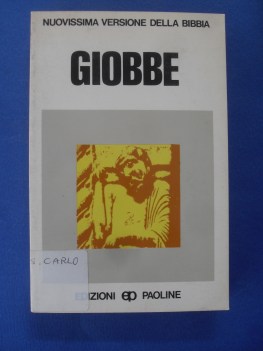 NUOVISSIMA VERSIONE DELLA BIBBIA
GIOBBE
S. CARLO
EDIZIONI ep PAOLINE